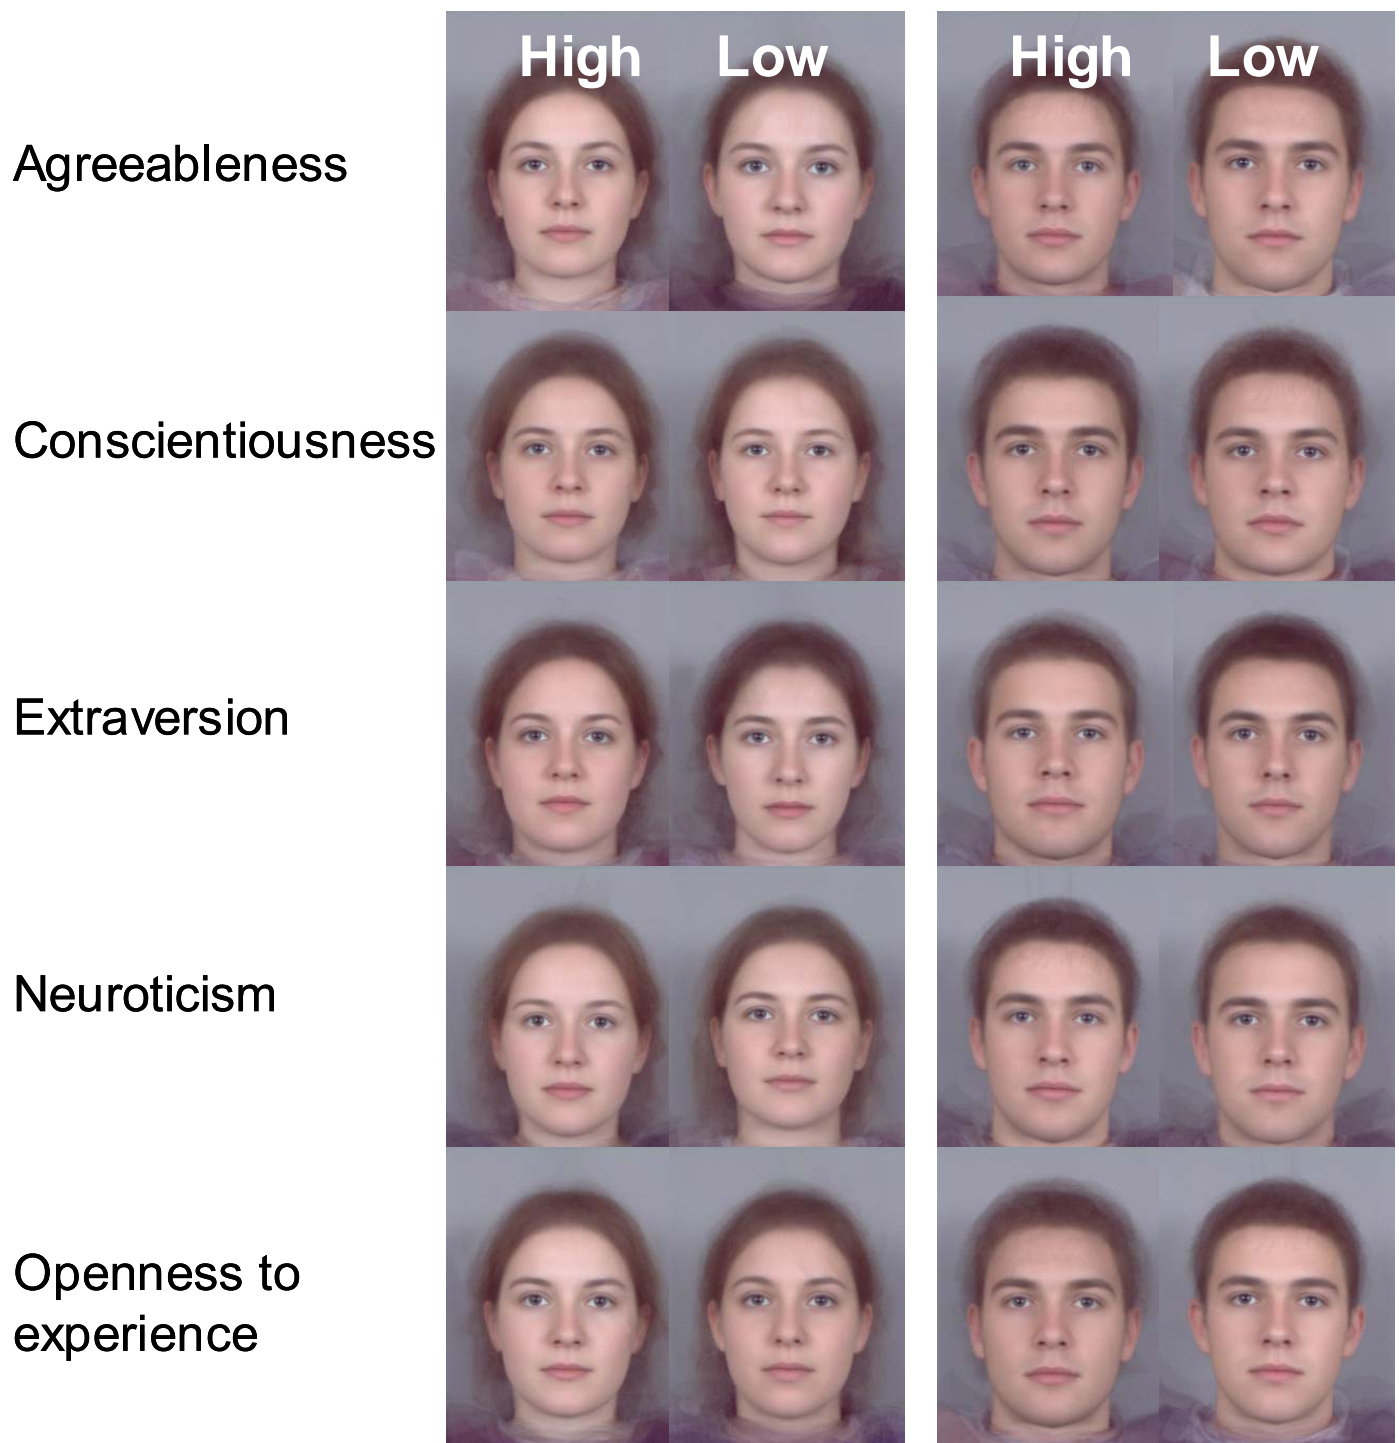 High Low High Low
Agreeableness
Conscientiousness
Extraversion
Neuroticism
Openness to
experience